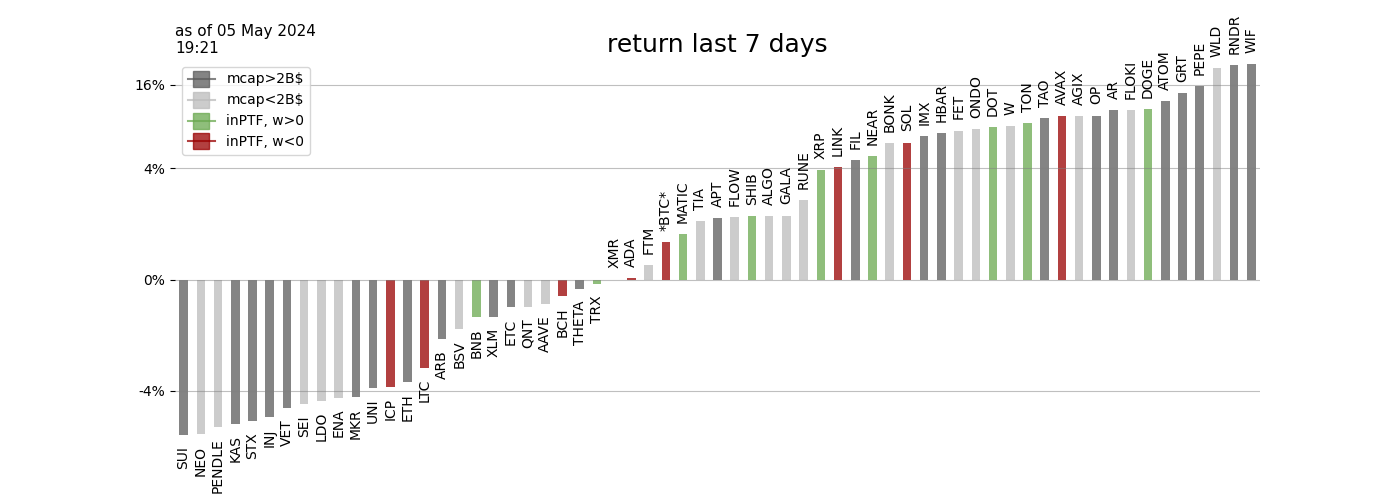 as of 05 May 2024
19:21
return last 7 days
mcap>2B$
mcap<2B$
inPTF, w>0
inPTF, w<0
16%
4%
0%
-4%
SUI
NEO
PENDLE
KAS
STX
INJ
VET
SEI
LDO
ENA
MKR
UNI
ICP
ETH
LTC
ARB
BSV
BNB
XLM
ETC
QNT
AAVE
BCH
THETA
TRX
XMR
ADA
FTM
*BTC*
MATIC
TIA
APT
FLOW
SHIB
ALGO
GALA
RUNE
XRP
LINK
FIL
NEAR
BONK
SOL
IMX
HBAR
FET
ONDO
DOT
W
TON
TAO
AVAX
AGIX
OP
AR
FLOKI
DOGE
ATOM
GRT
PEPE
WLD
RNDR
WIF